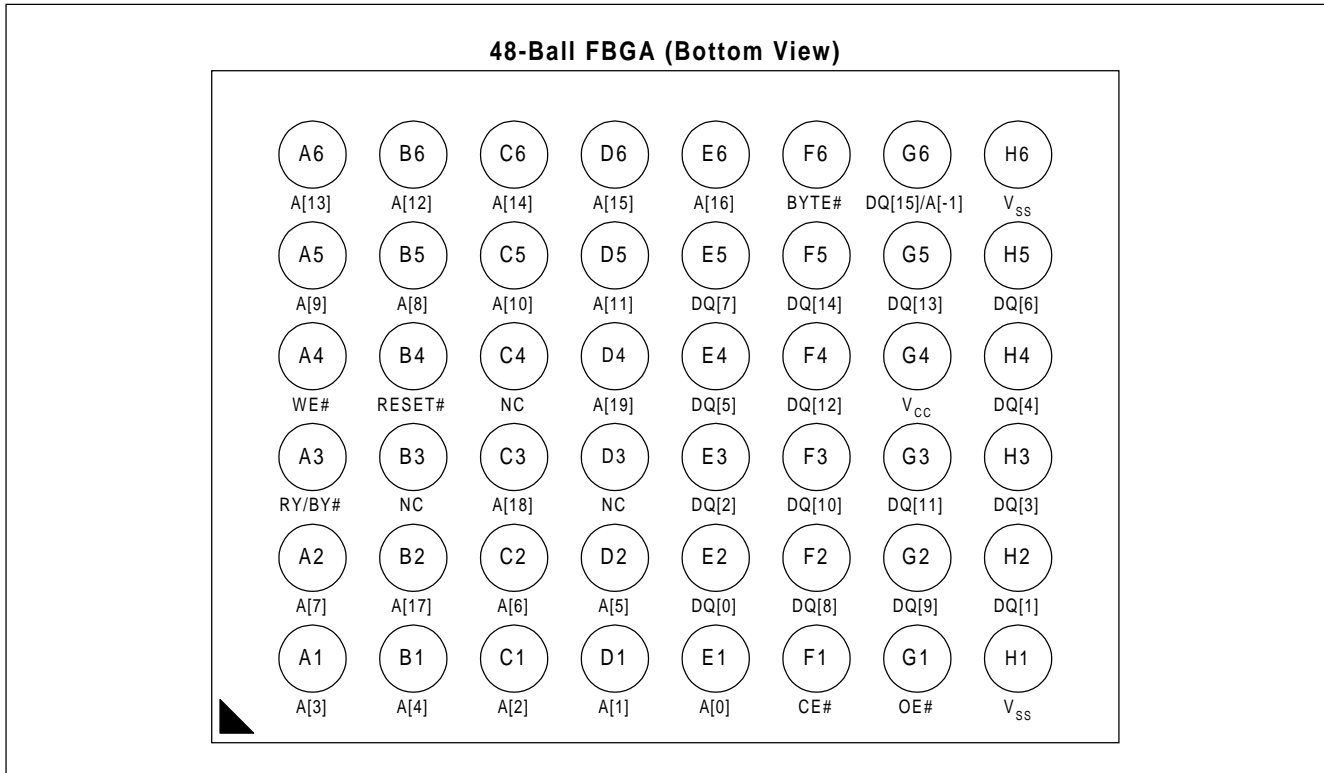 48-Ball FBGA (Bottom View)
A6 B6 C6 D6 E6 F6 G6 H6
A[13] A[12] A[14] A[15] A[16] BYTE# DQ[15]/A[-1] VSS
A5 B5 C5 D5 E5 F5 G5 H5
A[9] A[8] A[10] A[11] DQ[7] DQ[14] DQ[13] DQ[6]
A4 B4 C4 D4 E4 F4 G4 H4
WE# RESET# NC A[19] DQ[5] DQ[12] VCC DQ[4]
A3 B3 C3 D3 E3 F3 G3 H3
RY/BY# NC A[18] NC DQ[2] DQ[10] DQ[11] DQ[3]
A2 B2 C2 D2 E2 F2 G2 H2
A[7] A[17] A[6] A[5] DQ[0] DQ[8] DQ[9] DQ[1]
A1 B1 C1 D1 E1 F1 G1 H1
A[3] A[4] A[2] A[1] A[0] CE# OE# VSS